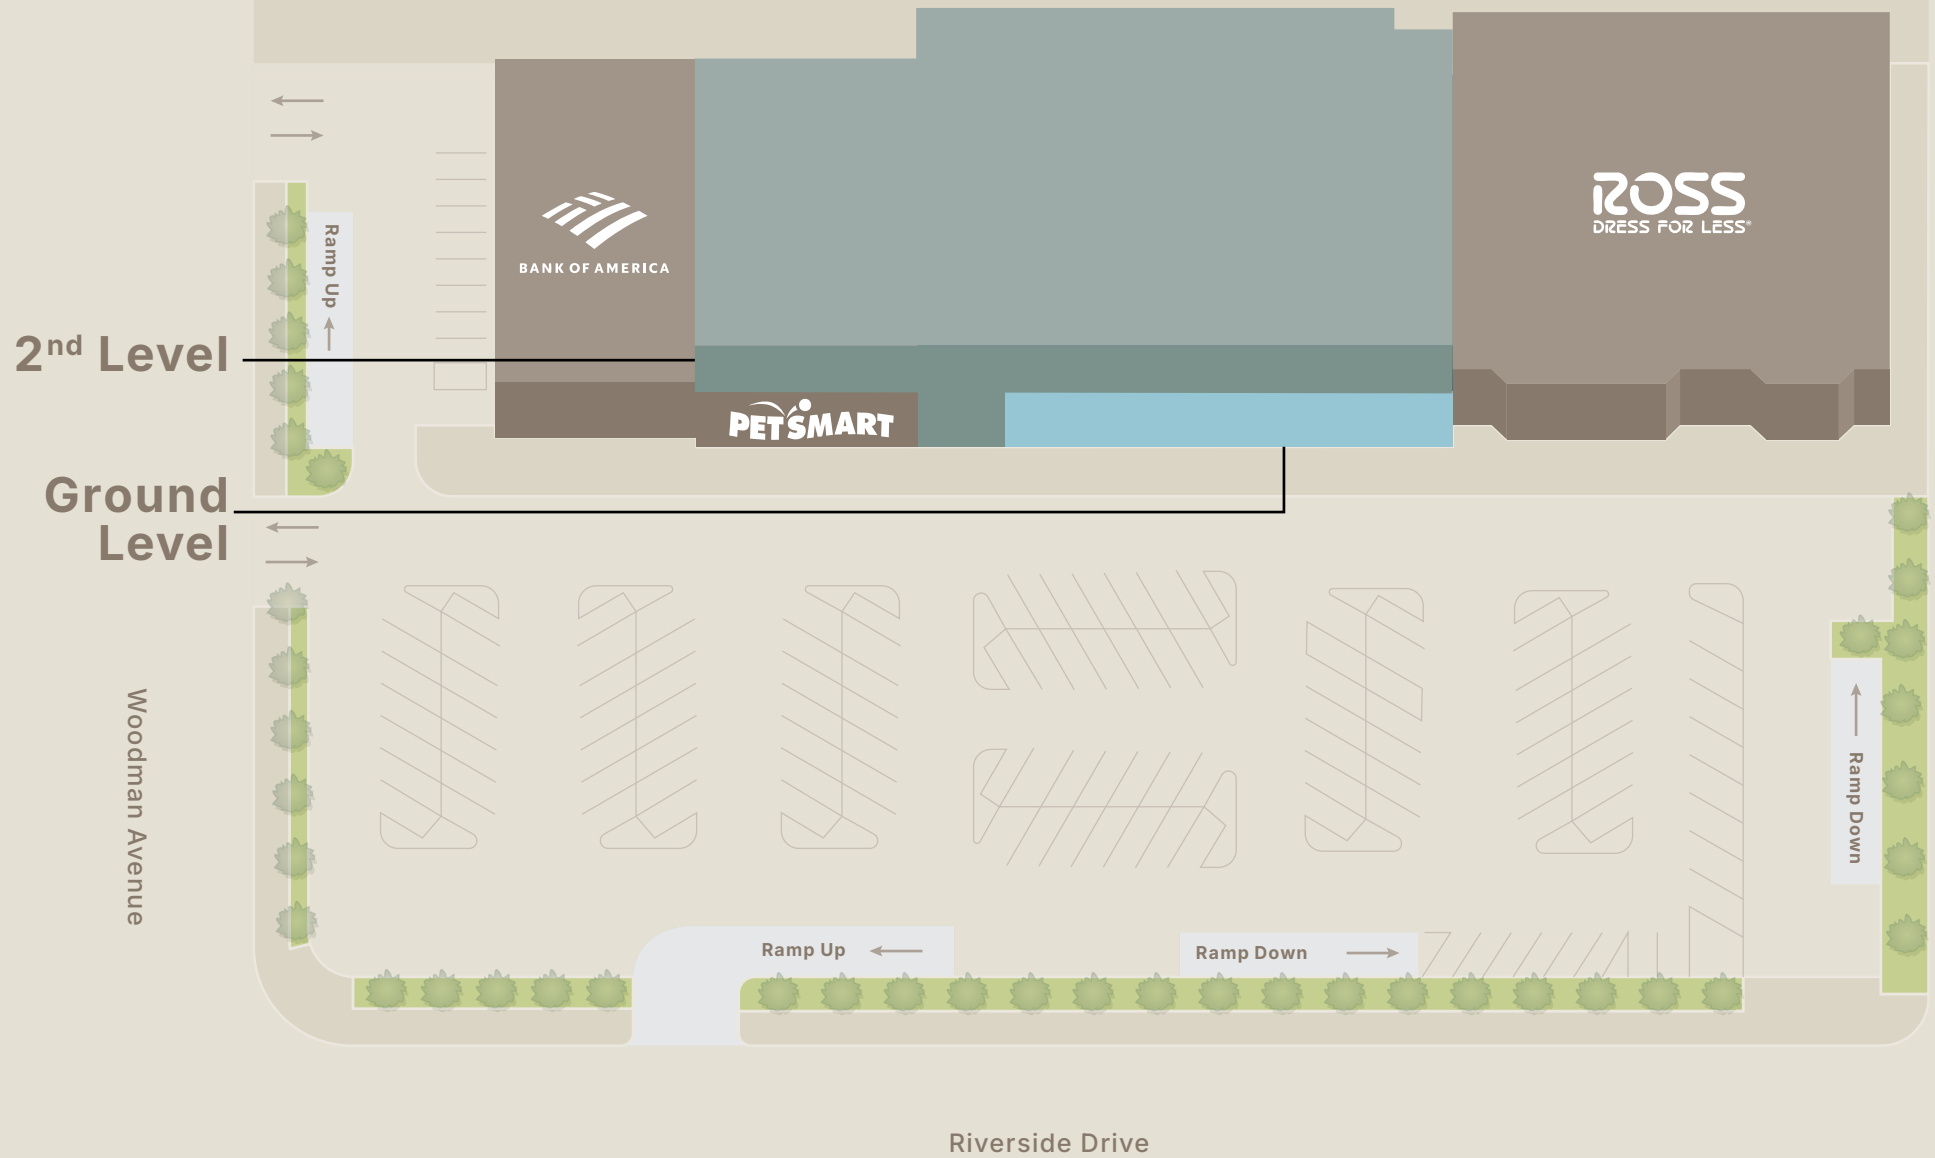 Ramp Up
BANK OF AMERICA
ROSS
DRESS FOR LESS®
2nd Level
PETSMART
Ground
Level
Woodman Avenue
Ramp Down
Ramp Up
Ramp Down
Riverside Drive